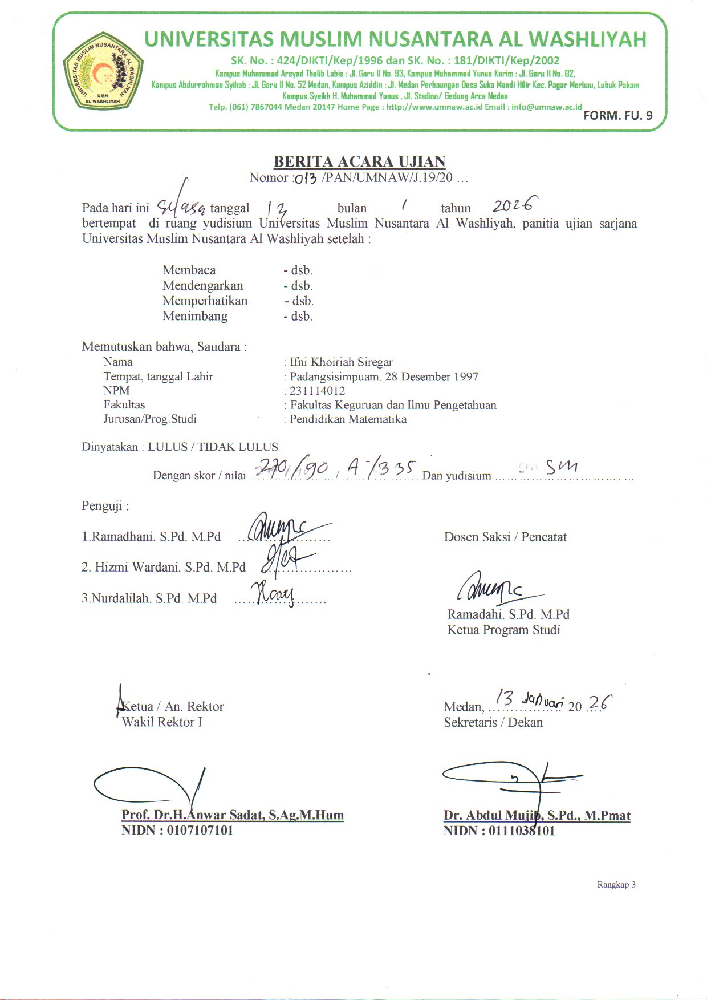 UNIVERSITAS MUSLIM NUSANTARA AL WASHLIYAH
SK. No. : 424/DIKTI/Kep/1996 dan SK. No. : 181/DIKTI/Kep/2002
Kampus Muhammad Arsyad Thalib Lubis : Jl. Garu II No. 93, Kampus Muhammad Yunus Karim : Jl. Garu II No. 02,
Kampus Abdurrahman Syihab : Jl. Garu II No. 52 Medan, Kampus Aziddin : Jl. Medan Perbaungan Desa Suka Mandi Hilir Kec. Pagar Merbau, Lubuk Pakam
Kampus Syeikh H. Muhammad Yunus , Jl. Stadion/ Gedung Arca Medan
Telp. (061) 7867044 Medan 20147 Home Page : http://www.umnaw.ac.id Email : info@umnaw.ac.id
FORM. FU. 9
UNIVERSITAS MUSLIM NUSANTARA AL WASHLIYAH
UMN
AL WASHLIYAH
BERITA ACARA UJIAN
Nomor :013 /PAN/UMNAW/J.19/20 ...
Pada hari ini Selasa tanggal 13 bulan 1 tahun 2026
bertempat di ruang yudisium Universitas Muslim Nusantara Al Washliyah, panitia ujian sarjana
Universitas Muslim Nusantara Al Washliyah setelah :
Membaca - dsb.
Mendengarkan - dsb.
Memperhatikan - dsb.
Menimbang - dsb.
Memutuskan bahwa, Saudara :
Nama : Ifni Khoiriah Siregar
Tempat, tanggal Lahir : Padangsisimpuam, 28 Desember 1997
NPM : 231114012
Fakultas : Fakultas Keguruan dan Ilmu Pengetahuan
Jurusan/Prog.Studi : Pendidikan Matematika
Dinyatakan : LULUS / TIDAK LULUS
Dengan skor / nilai 270/90 / A-/335 Dan yudisium SM
Penguji :
1.Ramadhani. S.Pd. M.Pd
Dosen Saksi / Pencatat
2. Hizmi Wardani. S.Pd. M.Pd
3.Nurdalilah. S.Pd. M.Pd
Ramadahi. S.Pd. M.Pd
Ketua Program Studi
Ketua / An. Rektor
Wakil Rektor I
Medan, 13 Januari 20 26
Sekretaris / Dekan
Prof. Dr.H.Anwar Sadat, S.Ag.M.Hum
NIDN : 0107107101
Dr. Abdul Mujib, S.Pd., M.Pmat
NIDN : 0111038101
Rangkap 3